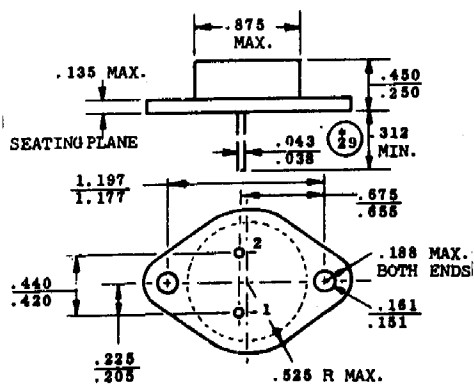 .875
MAX.
.135 MAX.
.450
.250
SEATING PLANE
.043
.038
.312
MIN.
1.197
1.177
.675
.655
2
.188 MAX.
BOTH ENDS
.440
.420
1
.161
.151
.225
.205
.525 R MAX.